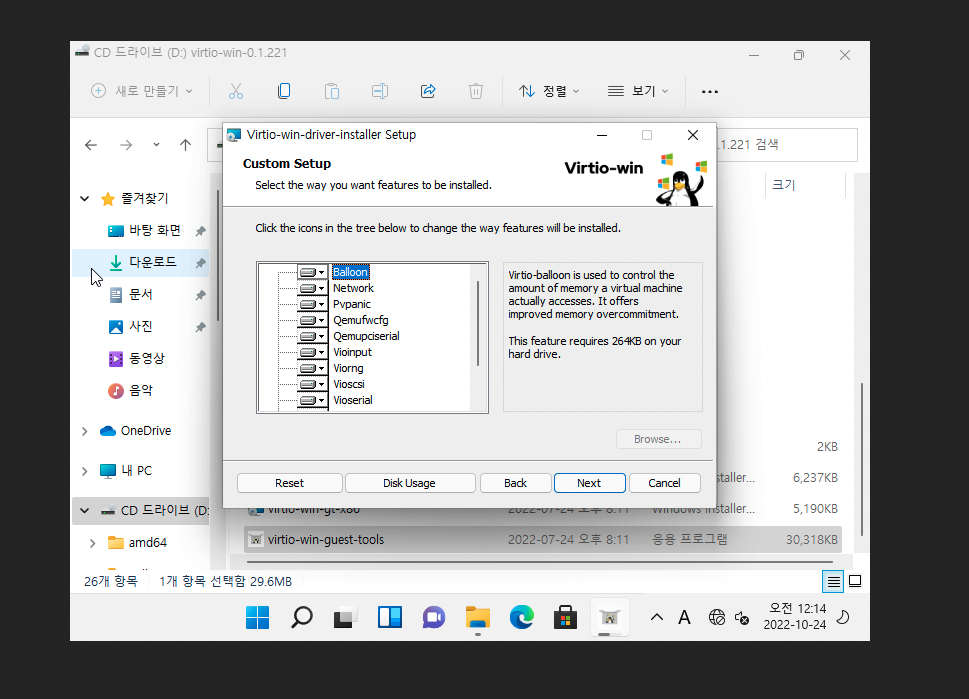 CD 드라이브 (D:) virtio-win-0.1.221
새로 만들기
정렬
보기
.1.221 검색
Virtio-win-driver-installer Setup
Custom Setup
Select the way you want features to be installed.
Virtio-win
Click the icons in the tree below to change the way features will be installed.
Balloon
Network
Pvpanic
Qemufwcfg
Qemupciserial
Vioinput
Viorng
Vioscsi
Vioserial
Virtio-balloon is used to control the
amount of memory a virtual machine
actually accesses. It offers
improved memory overcommitment.
This feature requires 264KB on your
hard drive.
Browse...
Reset
Disk Usage
Back
Next
Cancel
즐겨찾기
바탕 화면
다운로드
문서
사진
동영상
음악
OneDrive
내 PC
CD 드라이브 (D:
amd64
크기
2KB
staller...
6,237KB
virtio-win-gt-x86
2022-07-24 오후 8:11
Windows Installer...
5,190KB
virtio-win-guest-tools
2022-07-24 오후 8:11
응용 프로그램
30,318KB
26개 항목
1개 항목 선택함 29.6MB
A
오전 12:14
2022-10-24